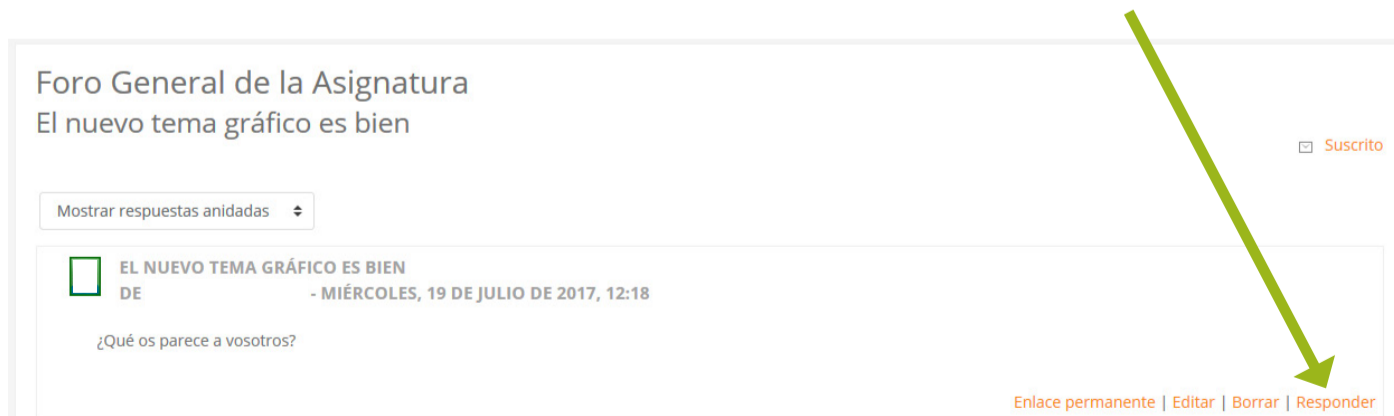 Foro General de la Asignatura
El nuevo tema gráfico es bien
Suscrito
Mostrar respuestas anidadas
EL NUEVO TEMA GRÁFICO ES BIEN
DE - MIÉRCOLES, 19 DE JULIO DE 2017, 12:18
¿Qué os parece a vosotros?
Enlace permanente | Editar | Borrar | Responder